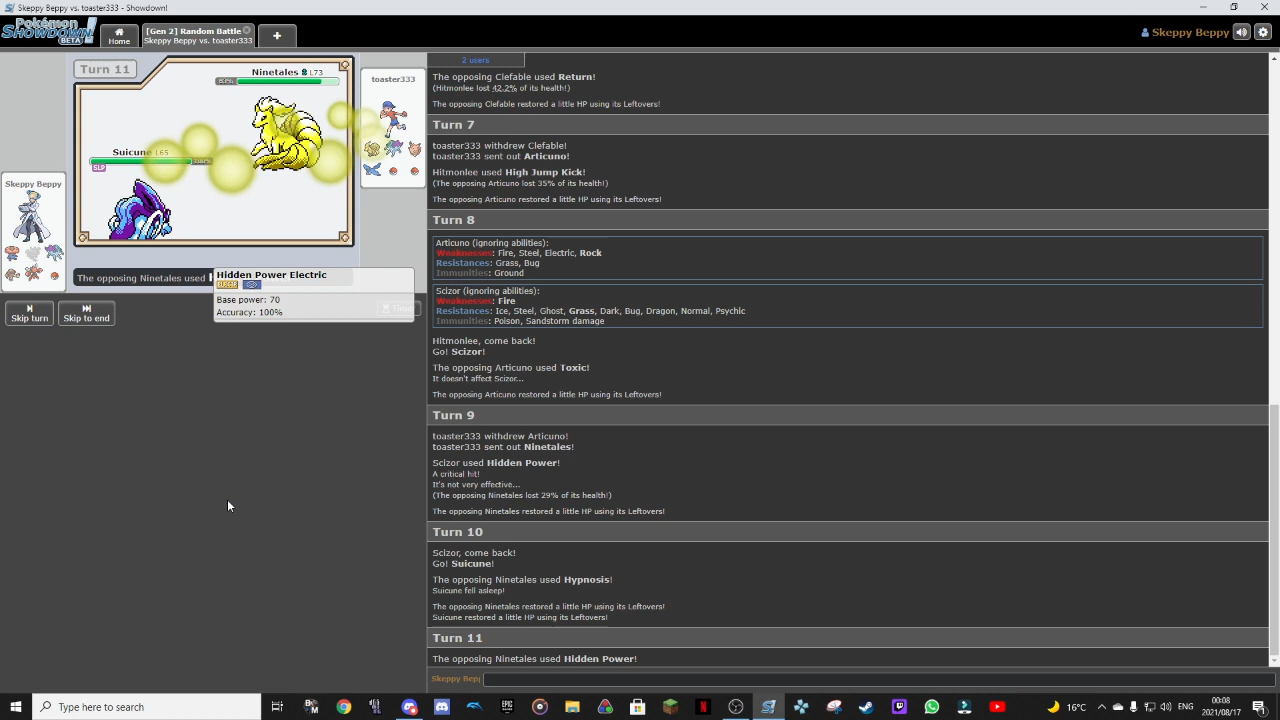 Skeppy Beppy vs. toaster333 - Showdown!
Pokémon
SHOWDOWN!
BETA
Home
[Gen 2] Random Battle
Skeppy Beppy vs. toaster333
Skeppy Beppy
Turn 11
Ninetales L73
Suicune L65
SLP
toaster333
Skeppy Beppy
The opposing Ninetales used
Hidden Power Electric
Base power: 70
Accuracy: 100%
Skip turn
Skip to end
2 users
The opposing Clefable used Return!
(Hitmonlee lost 42.2% of its health!)
The opposing Clefable restored a little HP using its Leftovers!
Turn 7
toaster333 withdrew Clefable!
toaster333 sent out Articuno!
Hitmonlee used High Jump Kick!
(The opposing Articuno lost 35% of its health!)
The opposing Articuno restored a little HP using its Leftovers!
Turn 8
Articuno (ignoring abilities):
Weaknesses: Fire, Steel, Electric, Rock
Resistances: Grass, Bug
Immunities: Ground
Scizor (ignoring abilities):
Weaknesses: Fire
Resistances: Ice, Steel, Ghost, Grass, Dark, Bug, Dragon, Normal, Psychic
Immunities: Poison, Sandstorm damage
Hitmonlee, come back!
Go! Scizor!
The opposing Articuno used Toxic!
It doesn't affect Scizor...
The opposing Articuno restored a little HP using its Leftovers!
Turn 9
toaster333 withdrew Articuno!
toaster333 sent out Ninetales!
Scizor used Hidden Power!
A critical hit!
It's not very effective...
(The opposing Ninetales lost 29% of its health!)
The opposing Ninetales restored a little HP using its Leftovers!
Turn 10
Scizor, come back!
Go! Suicune!
The opposing Ninetales used Hypnosis!
Suicune fell asleep!
The opposing Ninetales restored a little HP using its Leftovers!
Suicune restored a little HP using its Leftovers!
Turn 11
The opposing Ninetales used Hidden Power!
Skeppy Bepp
Type here to search
16°C
ENG
00:08
2021/08/17